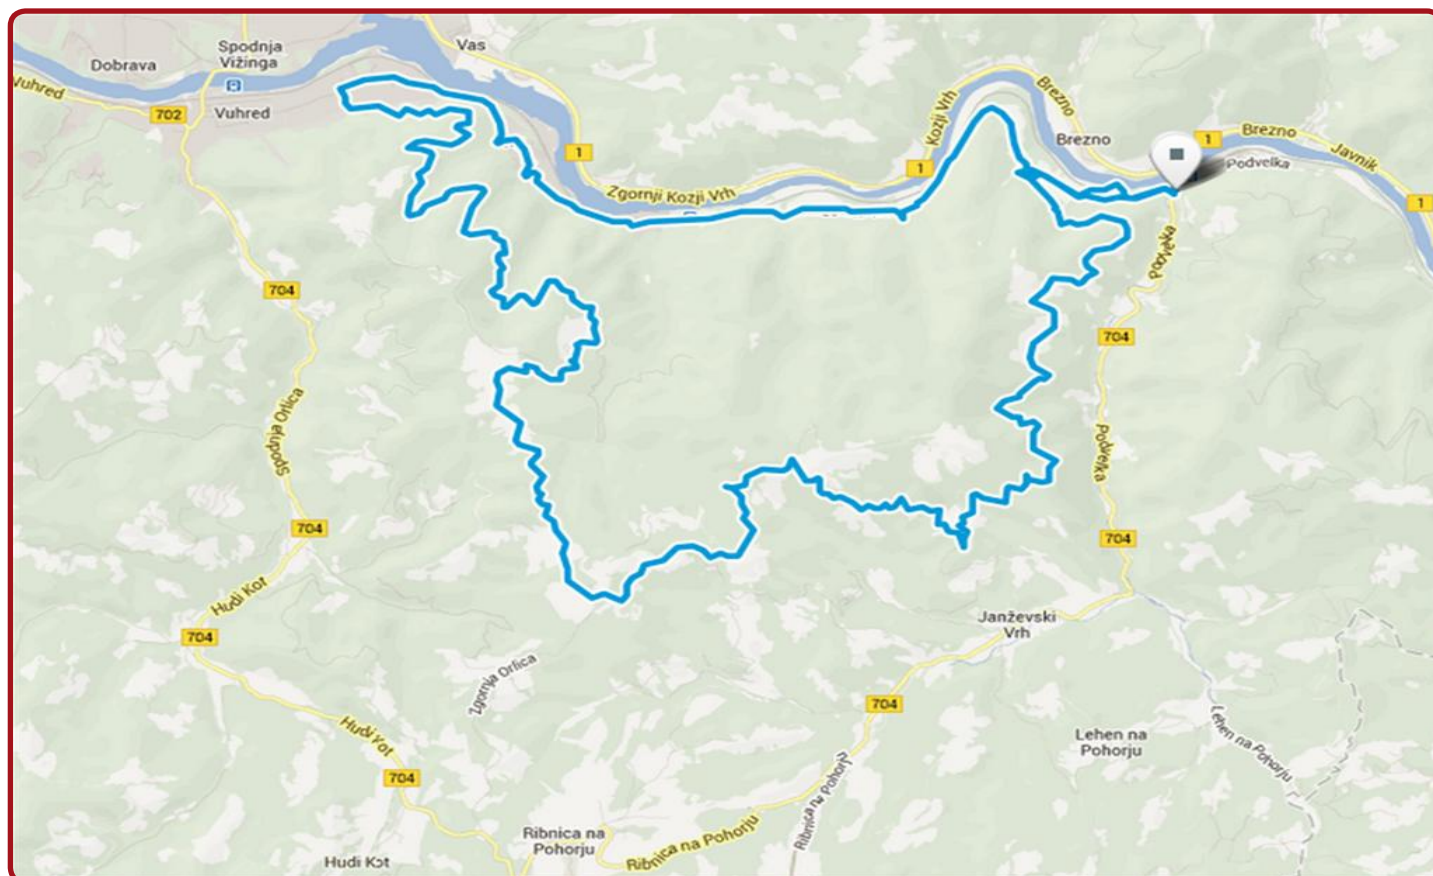 Spodnja
Vižinga
Vas
Dobrava
Vuhred
702
Vuhred
1
Zgornji Kozji Vrh
Kozji Vrh
1
Brezno
Brezno
1
Brezno
Javnik
Podvelka
1
Podvelka
704
704
Podvelka
704
Spodnja Orlica
704
Hudi Kot
704
Hudi Kot
704
Hudi Kot
Zgornja Orlica
Janževski
Vrh
704
Ribnica na Pohorju
Ribnica na
Pohorju
Ribnica na Pohorju
Lehen na
Pohorju
Lehen na Pohorju